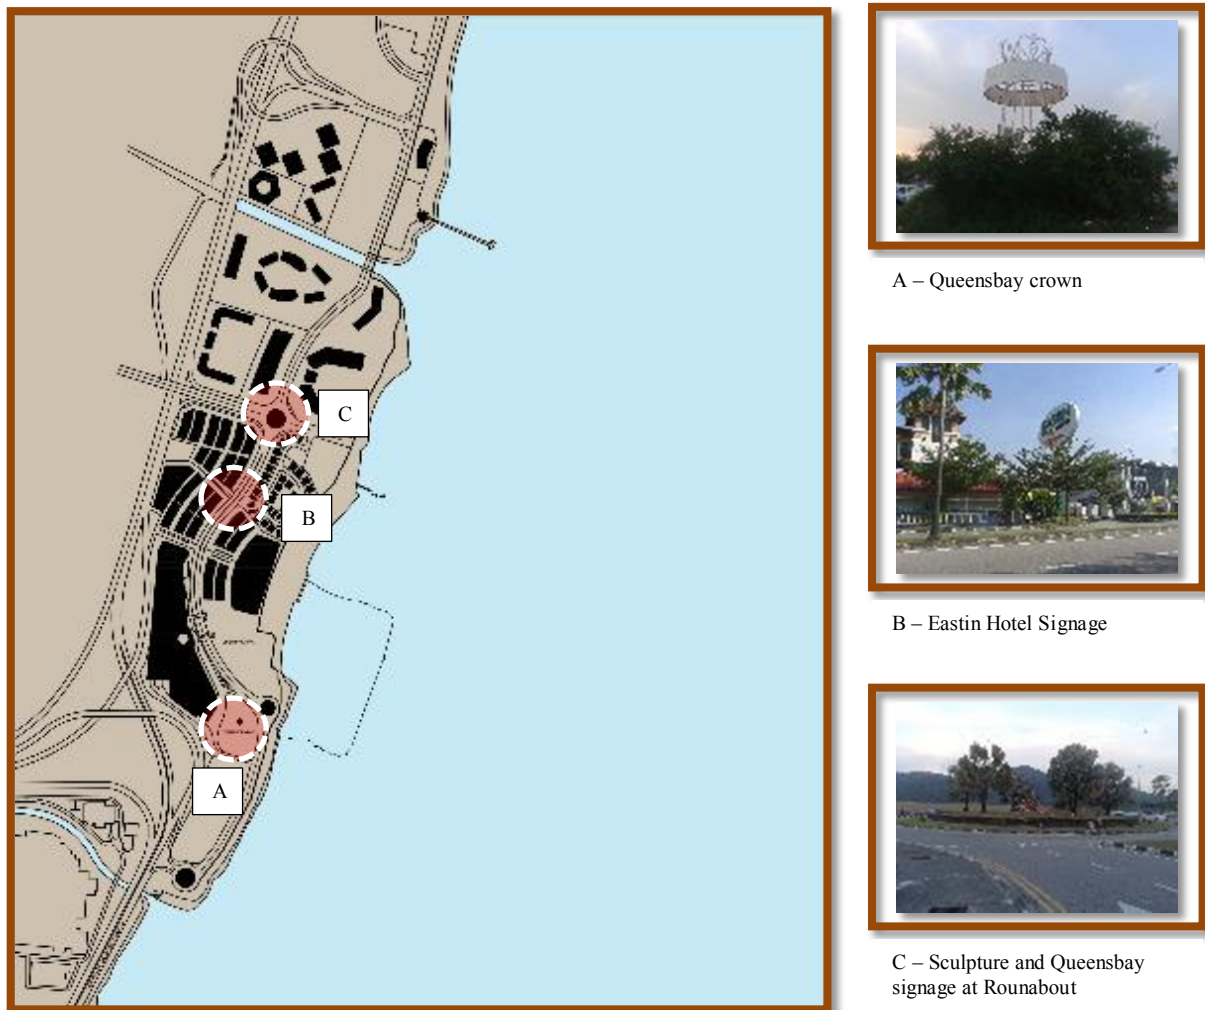 A – Queensbay crown
C
B
B – Eastin Hotel Signage
A
C – Sculpture and Queensbay
signage at Rounabout